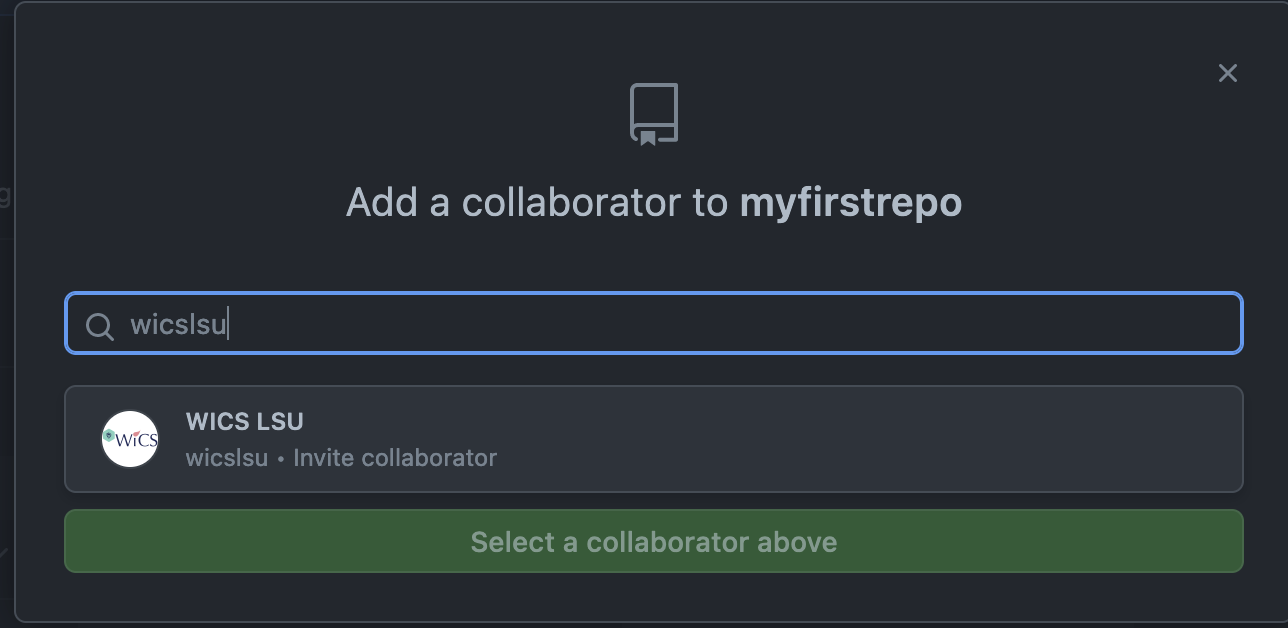 Add a collaborator to myfirstrepo
wicslsu
WiCS
WICS LSU
wicslsu • Invite collaborator
Select a collaborator above